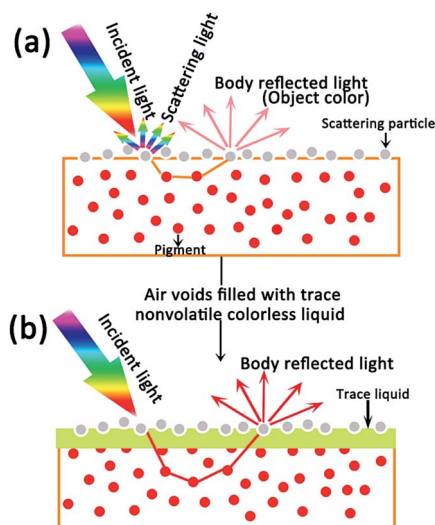 (a)
Incident light
Scattering light
Body reflected light
(Object color)
Scattering particle
Pigment
Air voids filled with trace
nonvolatile colorless liquid
(b)
Incident light
Body reflected light
Trace liquid